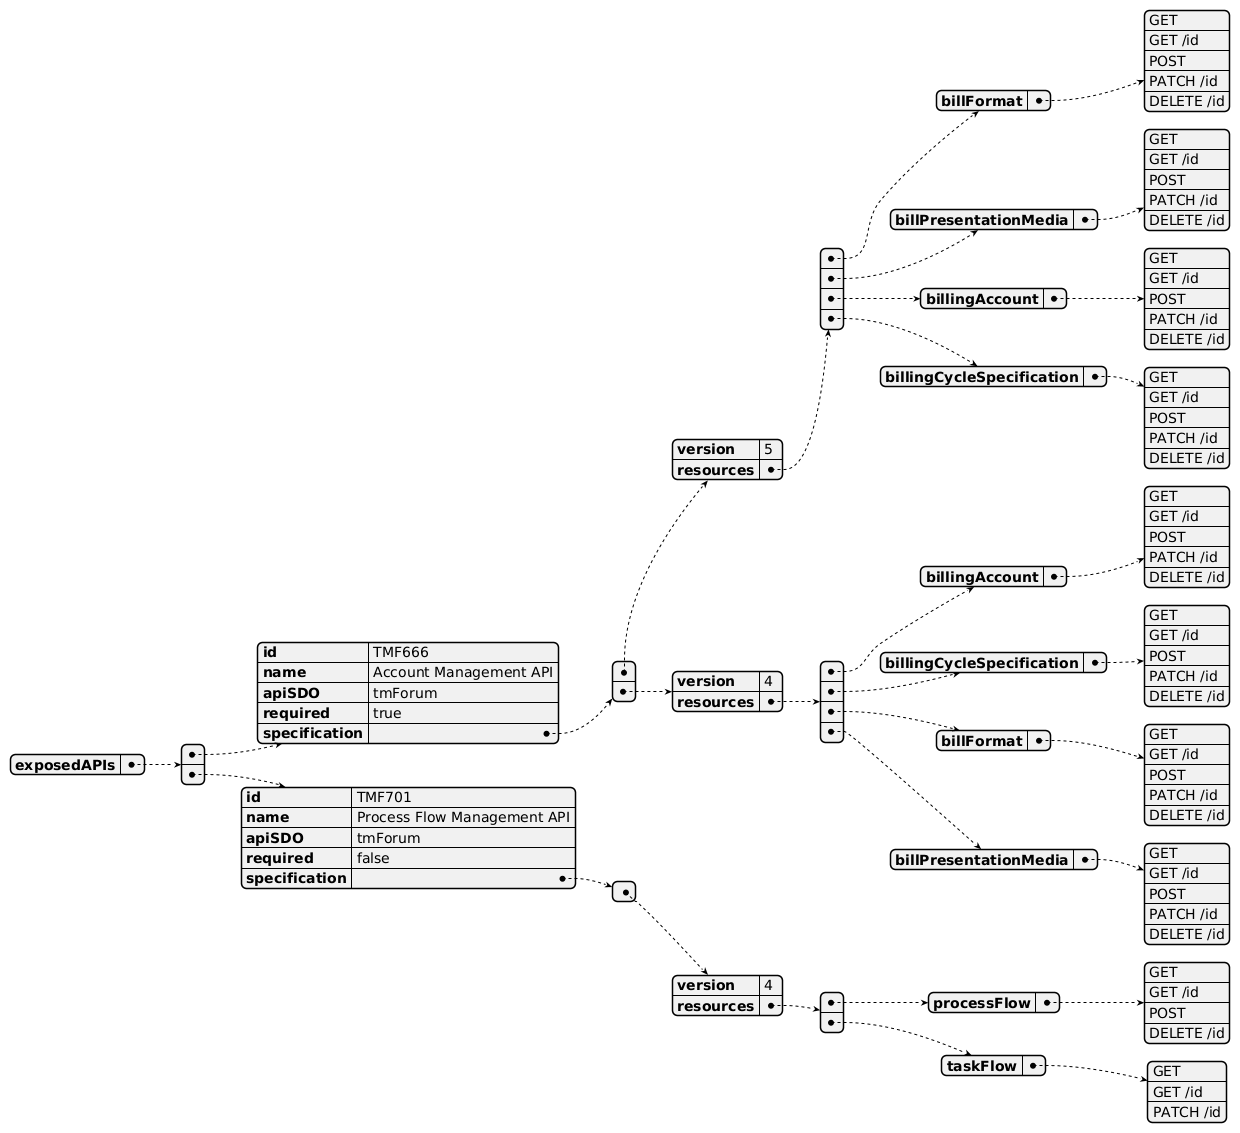 exposedAPIs
id TMF666
name Account Management API
apiSDO tmForum
required true
specification
version 5
resources
billFormat
GET
GET /id
POST
PATCH /id
DELETE /id
billPresentationMedia
GET
GET /id
POST
PATCH /id
DELETE /id
billingAccount
GET
GET /id
POST
PATCH /id
DELETE /id
billingCycleSpecification
GET
GET /id
POST
PATCH /id
DELETE /id
version 4
resources
billingAccount
GET
GET /id
POST
PATCH /id
DELETE /id
billingCycleSpecification
GET
GET /id
POST
PATCH /id
DELETE /id
billFormat
GET
GET /id
POST
PATCH /id
DELETE /id
billPresentationMedia
GET
GET /id
POST
PATCH /id
DELETE /id
id TMF701
name Process Flow Management API
apiSDO tmForum
required false
specification
version 4
resources
processFlow
GET
GET /id
POST
DELETE /id
taskFlow
GET
GET /id
PATCH /id